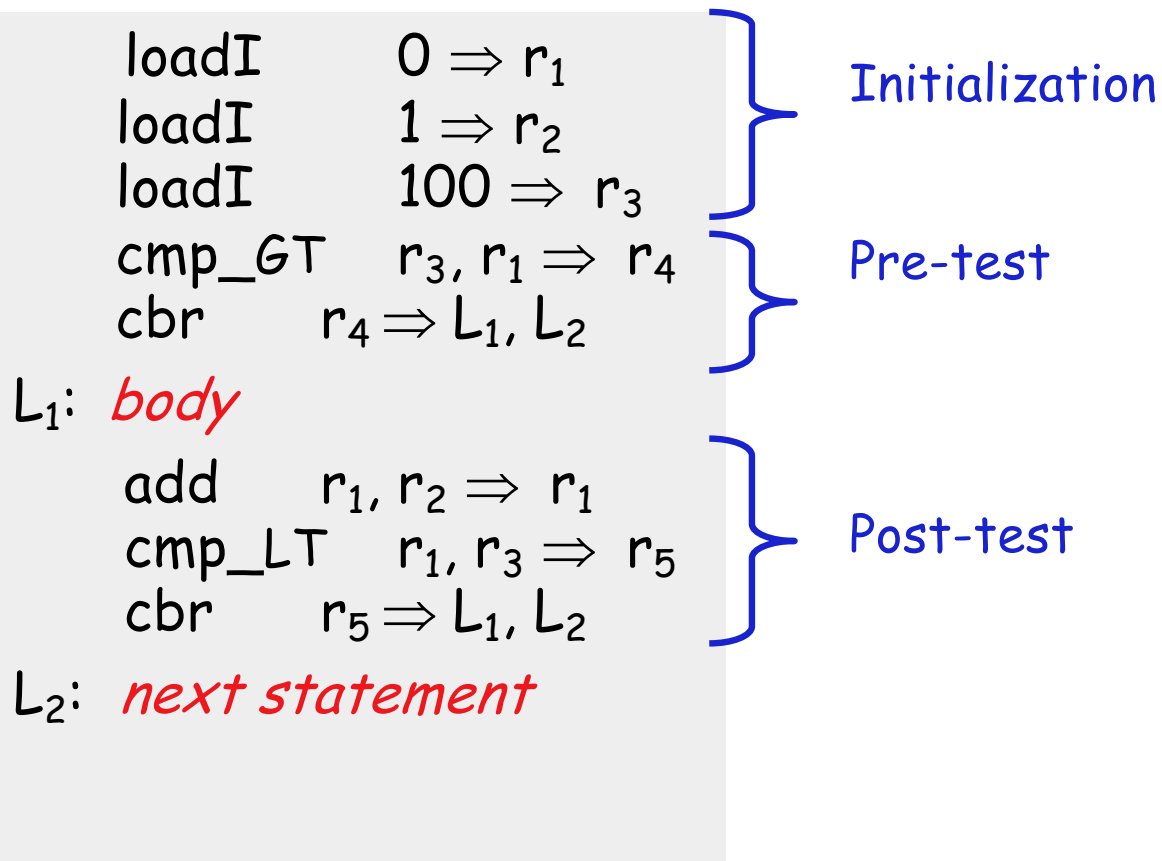 loadI 0 ⇒ r₁
Initialization
loadI 1 ⇒ r₂
loadI 100 ⇒ r₃
cmp_GT r₃, r₁ ⇒ r₄
Pre-test
cbr r₄ ⇒ L₁, L₂
L₁: body
add r₁, r₂ ⇒ r₁
Post-test
cmp_LT r₁, r₃ ⇒ r₅
cbr r₅ ⇒ L₁, L₂
L₂: next statement